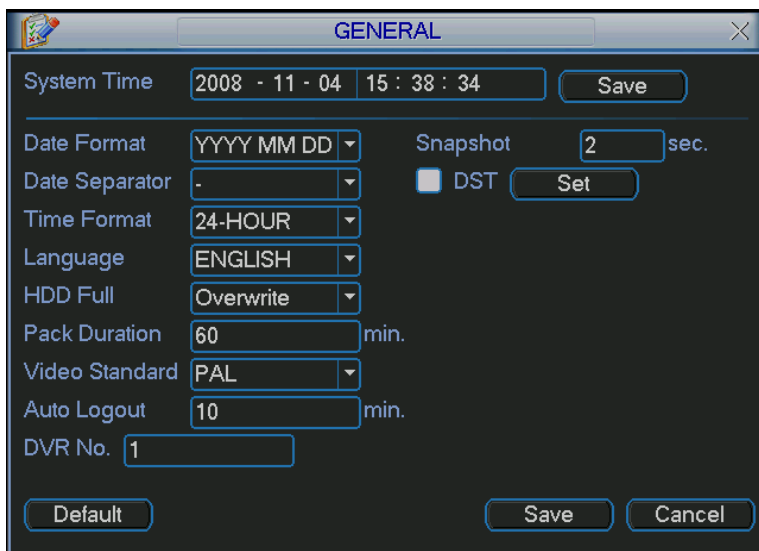 GENERAL
System Time 2008 - 11 - 04 15 : 38 : 34 Save
Date Format YYYY MM DD Snapshot 2 sec.
Date Separator - DST Set
Time Format 24-HOUR
Language ENGLISH
HDD Full Overwrite
Pack Duration 60 min.
Video Standard PAL
Auto Logout 10 min.
DVR No. 1
Default Save Cancel